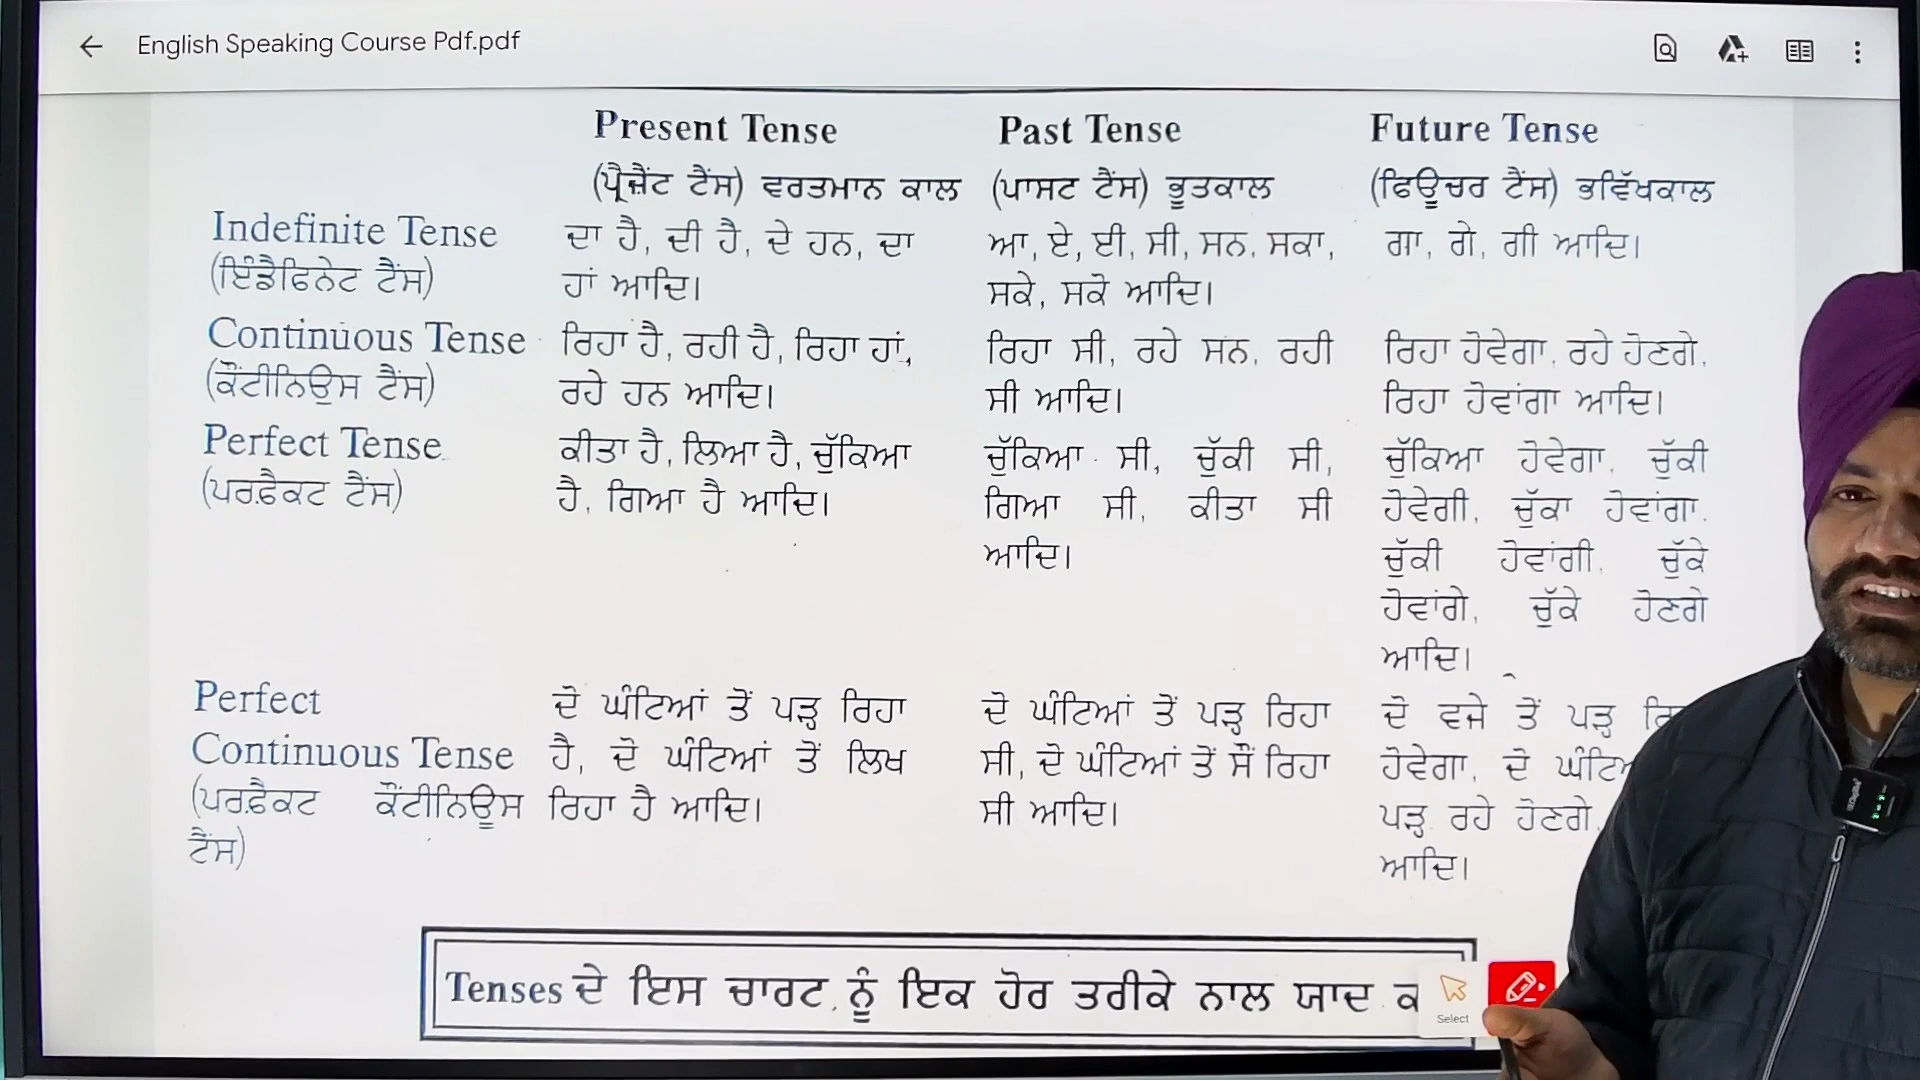 English Speaking Course Pdf.pdf
Present Tense Past Tense Future Tense
(ਪ੍ਰੈਜ਼ੈਂਟ ਟੈਂਸ) ਵਰਤਮਾਨ ਕਾਲ (ਪਾਸਟ ਟੈਂਸ) ਭੂਤਕਾਲ (ਫਿਊਚਰ ਟੈਂਸ) ਭਵਿੱਖਕਾਲ
Indefinite Tense ਦਾ ਹੈ, ਦੀ ਹੈ, ਦੇ ਹਨ, ਦਾ ਆ, ਏ, ਈ, ਸੀ, ਸਨ, ਸਕਾ, ਗਾ, ਗੇ, ਗੀ ਆਦਿ।
(ਇੰਡੈਫਿਨੇਟ ਟੈਂਸ) ਹਾਂ ਆਦਿ। ਸਕੇ, ਸਕੋ ਆਦਿ।
Continuous Tense ਰਿਹਾ ਹੈ, ਰਹੀ ਹੈ, ਰਿਹਾ ਹਾਂ, ਰਿਹਾ ਸੀ, ਰਹੇ ਸਨ, ਰਹੀ ਰਿਹਾ ਹੋਵੇਗਾ, ਰਹੇ ਹੋਣਗੇ,
(ਕੌਂਟੀਨਿਉਸ ਟੈਂਸ) ਰਹੇ ਹਨ ਆਦਿ। ਸੀ ਆਦਿ। ਰਿਹਾ ਹੋਵਾਂਗਾ ਆਦਿ।
Perfect Tense ਕੀਤਾ ਹੈ, ਲਿਆ ਹੈ, ਚੁੱਕਿਆ ਚੁੱਕਿਆ ਸੀ, ਚੁੱਕੀ ਸੀ, ਚੁੱਕਿਆ ਹੋਵੇਗਾ, ਚੁੱਕੀ
(ਪਰਫ਼ੈਕਟ ਟੈਂਸ) ਹੈ, ਗਿਆ ਹੈ ਆਦਿ। ਗਿਆ ਸੀ, ਕੀਤਾ ਸੀ ਹੋਵੇਗੀ, ਚੁੱਕਾ ਹੋਵਾਂਗਾ,
ਆਦਿ। ਚੁੱਕੀ ਹੋਵਾਂਗੀ, ਚੁੱਕੇ
ਹੋਵਾਂਗੇ, ਚੁੱਕੇ ਹੋਣਗੇ
ਆਦਿ।
Perfect ਦੋ ਘੰਟਿਆਂ ਤੋਂ ਪੜ੍ਹ ਰਿਹਾ ਦੋ ਘੰਟਿਆਂ ਤੋਂ ਪੜ੍ਹ ਰਿਹਾ ਦੋ ਵਜੇ ਤੋਂ ਪੜ੍ਹ
Continuous Tense ਹੈ, ਦੋ ਘੰਟਿਆਂ ਤੋਂ ਲਿਖ ਸੀ, ਦੋ ਘੰਟਿਆਂ ਤੋਂ ਸੌਂ ਰਿਹਾ ਹੋਵੇਗਾ, ਦੋ
(ਪਰਫ਼ੈਕਟ ਕੌਂਟੀਨਿਊਸ ਰਿਹਾ ਹੈ ਆਦਿ। ਸੀ ਆਦਿ। ਪੜ੍ਹ ਰਹੇ ਹੋਣਗੇ,
ਟੈਂਸ) ਆਦਿ।
Tenses ਦੇ ਇਸ ਚਾਰਟ ਨੂੰ ਇਕ ਹੋਰ ਤਰੀਕੇ ਨਾਲ ਯਾਦ
Select